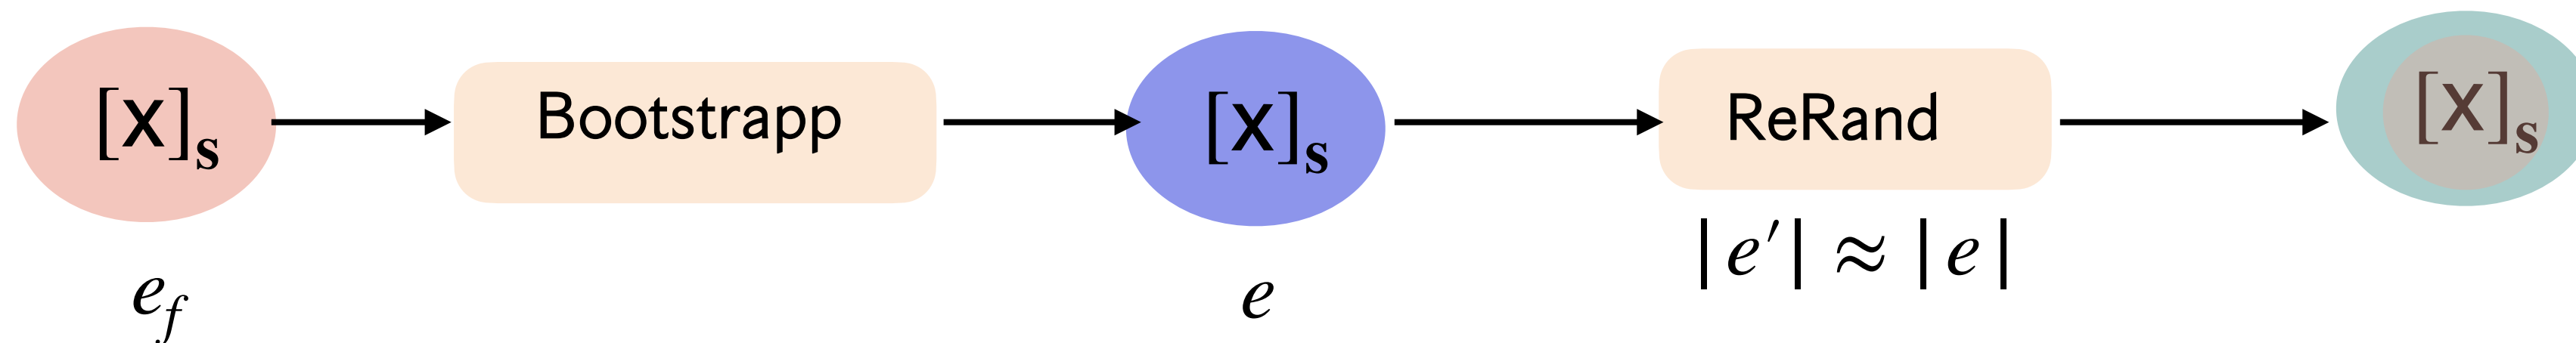 [x]ₛ Bootstrapp [x]ₛ ReRand [x]ₛ
e_f e |e′| ≈ |e|